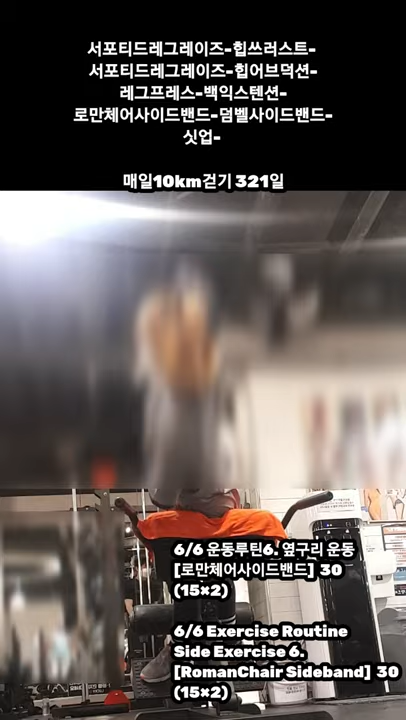 서포티드레그레이즈-힙쓰러스트-
서포티드레그레이즈-힙어브덕션-
레그프레스-백익스텐션-
로만체어사이드밴드-덤벨사이드밴드-
싯업-
매일10km걷기 321일
6/6 운동루틴6. 옆구리 운동
[로만체어사이드밴드] 30
(15×2)
6/6 Exercise Routine
Side Exercise 6.
[RomanChair Sideband] 30
(15×2)